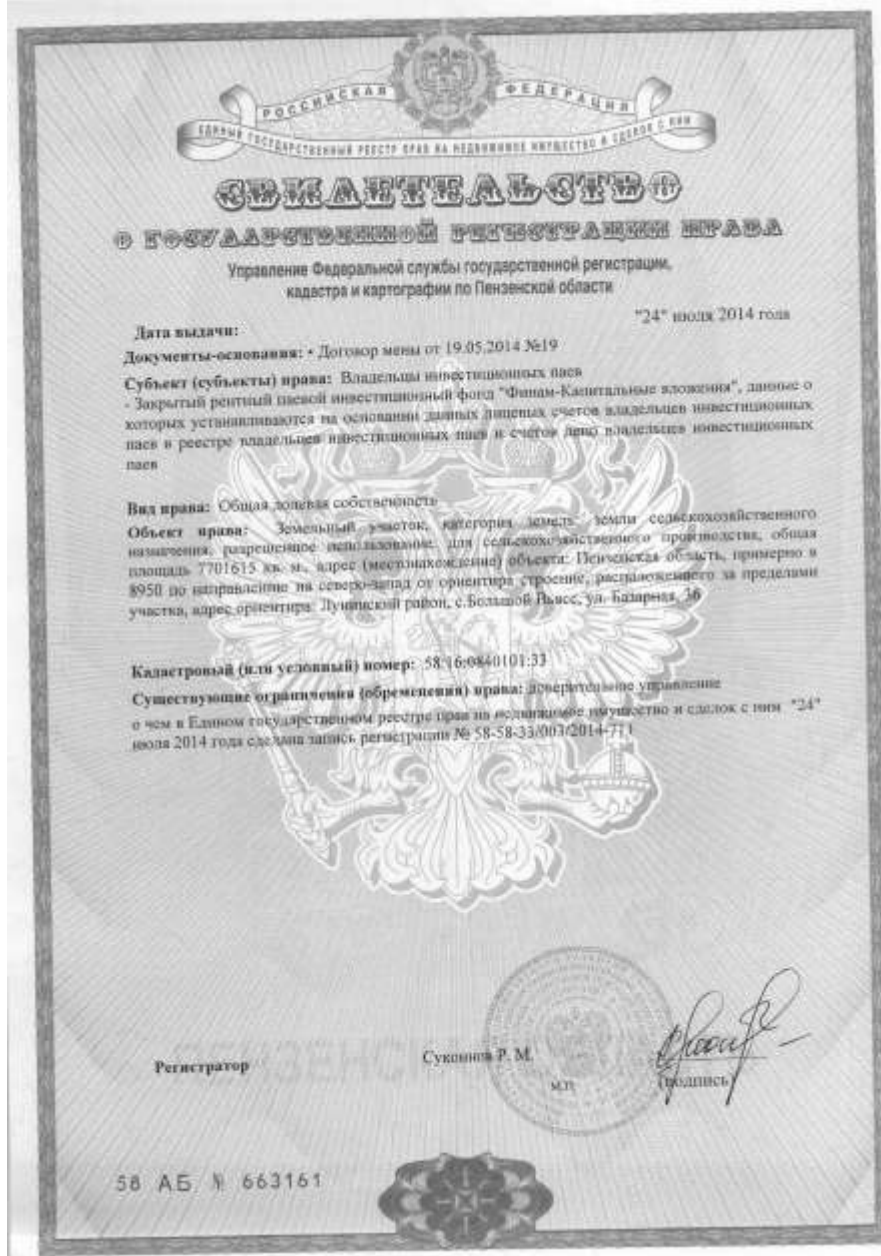 РОССИЙСКАЯ ФЕДЕРАЦИЯ
ЕДИНЫЙ ГОСУДАРСТВЕННЫЙ РЕЕСТР ПРАВ НА НЕДВИЖИМОЕ ИМУЩЕСТВО И СДЕЛОК С НИМ
СВИДЕТЕЛЬСТВО
О ГОСУДАРСТВЕННОЙ РЕГИСТРАЦИИ ПРАВА
Управление Федеральной службы государственной регистрации,
кадастра и картографии по Пензенской области
Дата выдачи: "24" июля 2014 года
Документы-основания: • Договор мены от 19.05.2014 №19
Субъект (субъекты) права: Владельцы инвестиционных паев
- Закрытый рентный паевой инвестиционный фонд "Финам-Капитальные вложения", данные о
которых устанавливаются на основании данных лицевых счетов владельцев инвестиционных
паев в реестре владельцев инвестиционных паев и счетов депо владельцев инвестиционных
паев
Вид права: Общая долевая собственность
Объект права: Земельный участок, категория земель: земли сельскохозяйственного
назначения, разрешенное использование: для сельскохозяйственного производства, общая
площадь 7701615 кв. м., адрес (местонахождение) объекта: Пензенская область, примерно в
8950 по направлению на северо-запад от ориентира строение, расположенного за пределами
участка, адрес ориентира: Лунинский район, с.Большой Вьясс, ул. Базарная, 36
Кадастровый (или условный) номер: 58:16:0840101:33
Существующие ограничения (обременения) права: доверительное управление
о чем в Едином государственном реестре прав на недвижимое имущество и сделок с ним "24"
июля 2014 года сделана запись регистрации № 58-58-33/003/2014-711
Регистратор Суконнов Р. М.
м.п. (подпись)
58 АБ № 663161